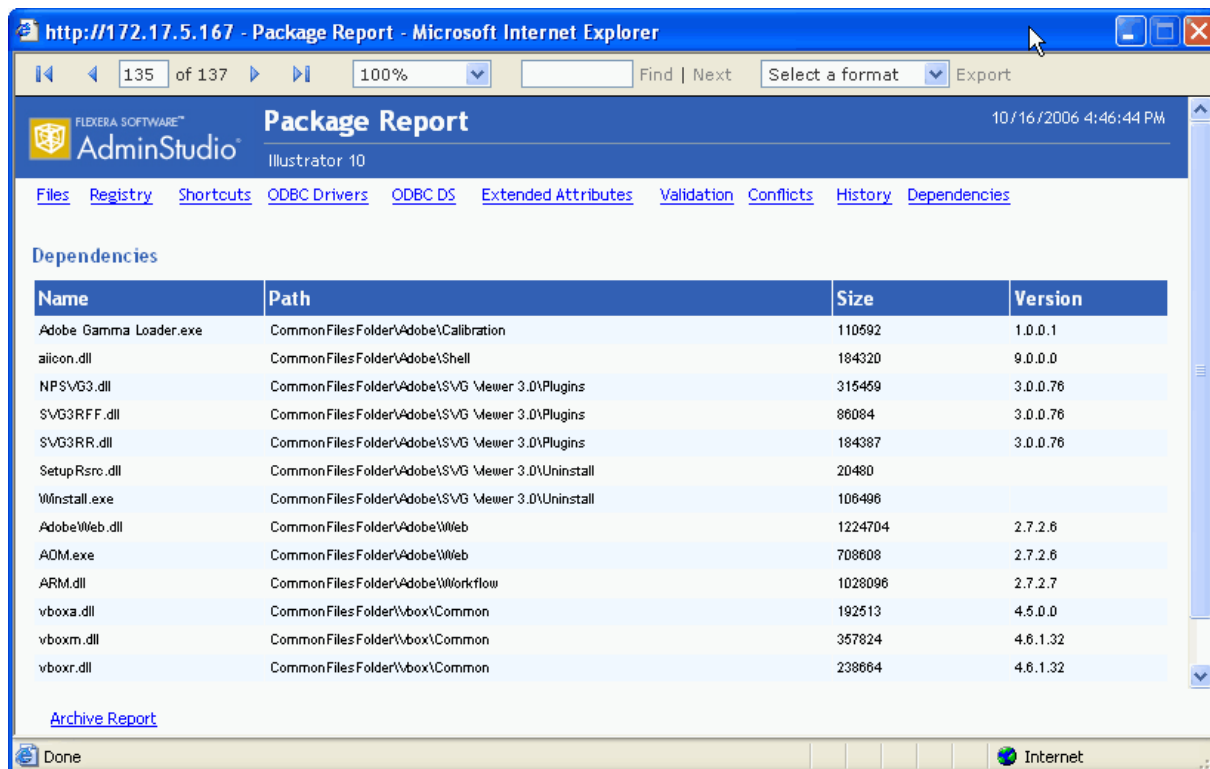 http://172.17.5.167 - Package Report - Microsoft Internet Explorer
135 of 137 100% Find | Next Select a format Export
FLEXERA SOFTWARE™
AdminStudio
Package Report
10/16/2006 4:46:44 PM
Illustrator 10
Files Registry Shortcuts ODBC Drivers ODBC DS Extended Attributes Validation Conflicts History Dependencies
Dependencies
Name Path Size Version
Adobe Gamma Loader.exe CommonFilesFolder\Adobe\Calibration 110592 1.0.0.1
aiicon.dll CommonFilesFolder\Adobe\Shell 184320 9.0.0.0
NPSVG3.dll CommonFilesFolder\Adobe\SVG Viewer 3.0\Plugins 315459 3.0.0.76
SVG3RFF.dll CommonFilesFolder\Adobe\SVG Viewer 3.0\Plugins 86084 3.0.0.76
SVG3RR.dll CommonFilesFolder\Adobe\SVG Viewer 3.0\Plugins 184387 3.0.0.76
SetupRsrc.dll CommonFilesFolder\Adobe\SVG Viewer 3.0\Uninstall 20480
Winstall.exe CommonFilesFolder\Adobe\SVG Viewer 3.0\Uninstall 106496
AdobeWeb.dll CommonFilesFolder\Adobe\Web 1224704 2.7.2.6
AOM.exe CommonFilesFolder\Adobe\Web 708608 2.7.2.6
ARM.dll CommonFilesFolder\Adobe\Workflow 1028096 2.7.2.7
vboxa.dll CommonFilesFolder\Vbox\Common 192513 4.5.0.0
vboxm.dll CommonFilesFolder\Vbox\Common 357824 4.6.1.32
vboxr.dll CommonFilesFolder\Vbox\Common 238664 4.6.1.32
Archive Report
Done Internet